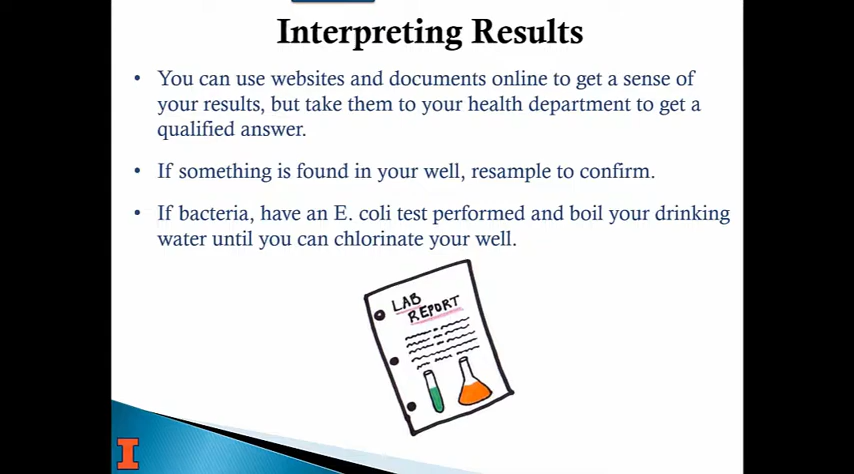 Interpreting Results
• You can use websites and documents online to get a sense of
your results, but take them to your health department to get a
qualified answer.
• If something is found in your well, resample to confirm.
• If bacteria, have an E. coli test performed and boil your drinking
water until you can chlorinate your well.
LAB
REPORT
I